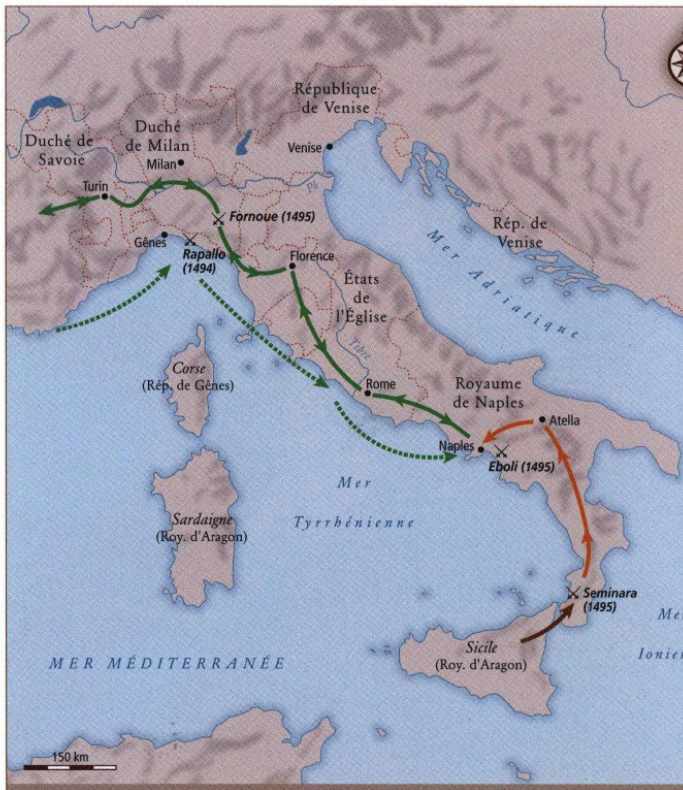 République
de Venise
Duché
de Milan
Duché de
Savoie
Milan
Venise
Turin
Pô
Fornoue (1495)
Gênes
Rapallo
(1494)
Florence
Rép. de
Venise
Mer Adriatique
États
de
l'Église
Tibre
Corse
(Rép. de Gênes)
Rome
Royaume
de Naples
Atella
Naples
Eboli (1495)
Mer
Tyrrhénienne
Sardaigne
(Roy. d'Aragon)
Seminara
(1495)
Sicile
(Roy. d'Aragon)
MER MÉDITERRANÉE
150 km